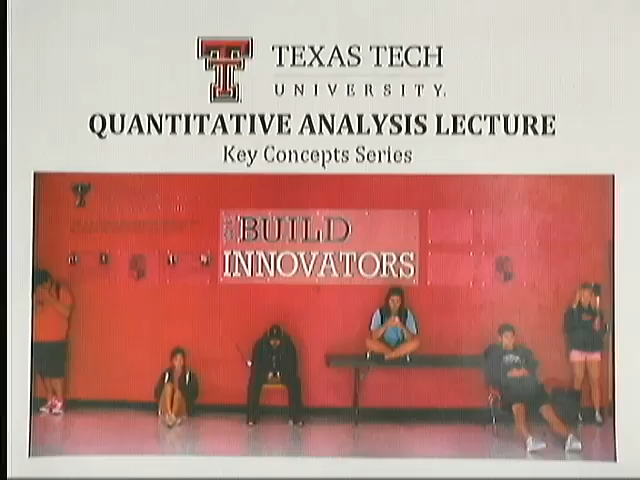 TEXAS TECH
UNIVERSITY.
QUANTITATIVE ANALYSIS LECTURE
Key Concepts Series
BUILD
INNOVATORS